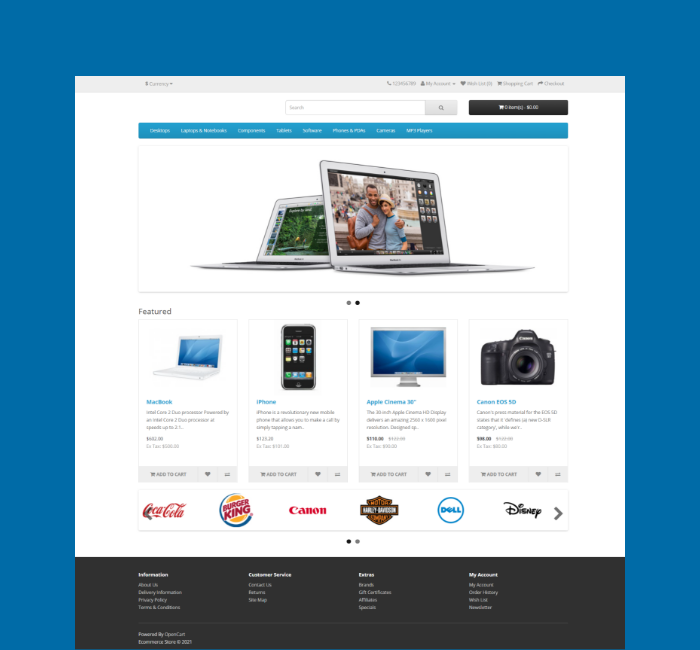 $ Currency
123456789 My Account Wish List (0) Shopping Cart Checkout
Search
0 item(s) - $0.00
Desktops Laptops & Notebooks Components Tablets Software Phones & PDAs Cameras MP3 Players
Featured
MacBook
Intel Core 2 Duo processor Powered by
an Intel Core 2 Duo processor at
speeds up to 2.1..
$602.00
Ex Tax: $500.00
ADD TO CART
iPhone
iPhone is a revolutionary new mobile
phone that allows you to make a call by
simply tapping a nam..
$123.20
Ex Tax: $101.00
ADD TO CART
Apple Cinema 30"
The 30-inch Apple Cinema HD Display
delivers an amazing 2560 x 1600 pixel
resolution. Designed sp..
$110.00 $122.00
Ex Tax: $90.00
ADD TO CART
Canon EOS 5D
Canon's press material for the EOS 5D
states that it 'defines (a) new D-SLR
category', while we'r..
$98.00 $122.00
Ex Tax: $80.00
ADD TO CART
Coca-Cola
BURGER KING
Canon
MOTOR HARLEY-DAVIDSON COMPANY
DELL
Disney
Information
About Us
Delivery Information
Privacy Policy
Terms & Conditions
Customer Service
Contact Us
Returns
Site Map
Extras
Brands
Gift Certificates
Affiliates
Specials
My Account
My Account
Order History
Wish List
Newsletter
Powered By OpenCart
Ecommerce Store © 2021